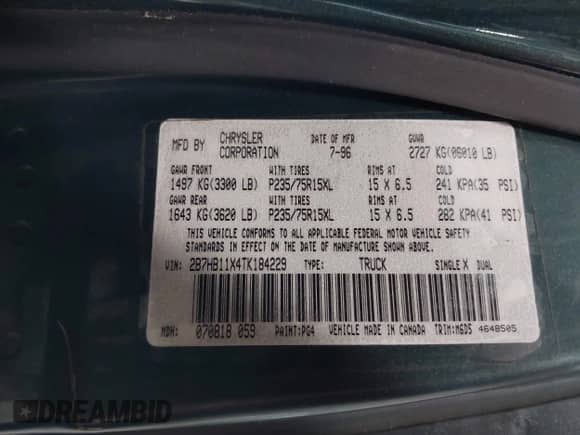 MFD BY CHRYSLER CORPORATION DATE OF MFR 7-96 GVWR 2727 KG(06010 LB)
GAWR FRONT WITH TIRES RIMS AT COLD
1497 KG(3300 LB) P235/75R15XL 15 X 6.5 241 KPA(35 PSI)
GAWR REAR WITH TIRES RIMS AT COLD
1643 KG(3620 LB) P235/75R15XL 15 X 6.5 282 KPA(41 PSI)
THIS VEHICLE CONFORMS TO ALL APPLICABLE FEDERAL MOTOR VEHICLE SAFETY
STANDARDS IN EFFECT ON THE DATE OF MANUFACTURE SHOWN ABOVE.
VIN: 2B7HB11X4TK184229 TYPE: TRUCK SINGLE X DUAL
MDH: 070818 059 PAINT:PG4 VEHICLE MADE IN CANADA TRIM:M6D5 4648505
DREAMBID